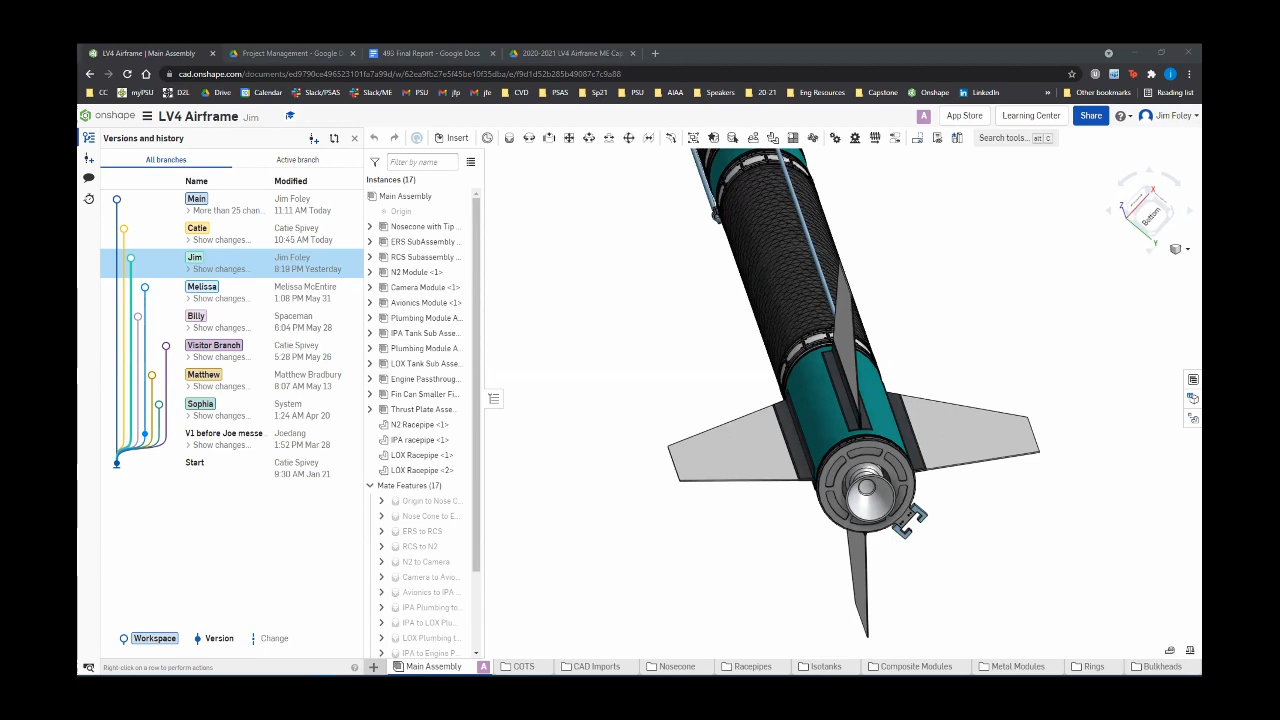 LV4 Airframe | Main Assembly
Project Management - Google D
493 Final Report - Google Docs
2020-2021 LV4 Airframe ME Cap
cad.onshape.com/documents/ed9790ce496523101fa7a99d/w/62ea9fb27e5f45be10f35dba/e/f9d1d52b285b49087c7c9a88
CC myPSU Calendar Drive Slack/PSAS Slack/PSU MCECS PSU jfp jfe CVD PSAS Sp21 PSU AIAA Speakers 20-21 Eng Resources Capstone Onshape LinkedIn » Other bookmarks Reading list
onshape LV4 Airframe Jim A App Store Learning Center Share Jim Foley
Versions and history
Insert
Search tools... alt C
All branches Active branch
Name Modified
Main Jim Foley
More than 25 chan... 11:11 AM Today
Catie Catie Spivey
Show changes... 10:45 AM Today
Jim Jim Foley
Show changes... 8:19 PM Yesterday
Melissa Melissa McEntire
Show changes... 1:08 PM May 31
Billy Spaceman
Show changes... 6:04 PM May 28
Visitor Branch Catie Spivey
Show changes... 5:28 PM May 26
Matthew Matthew Bradbury
Show changes... 8:07 AM May 13
Sophia System
Show changes... 1:24 AM Apr 20
V1 before Joe messe... Joedang
Show changes... 1:52 PM Mar 28
Start Catie Spivey
9:30 AM Jan 21
Workspace Version Change
Right-click on a row to perform actions
Filter by name
Instances (17)
Main Assembly
Origin
Nosecone with Tip ...
ERS SubAssembly ...
RCS Subassembly ...
N2 Module <1>
Camera Module <1>
Avionics Module <1>
Plumbing Module A...
IPA Tank Sub Asse...
Plumbing Module A...
LOX Tank Sub Asse...
Engine Passthroug...
Fin Can Smaller Fi...
Thrust Plate Asse...
N2 Racepipe <1>
IPA racepipe <1>
LOX Racepipe <1>
LOX Racepipe <2>
Mate Features (17)
Origin to Nose C...
Nose Cone to E...
ERS to RCS
RCS to N2
N2 to Camera
Camera to Avio...
Avionics to IPA ...
IPA Plumbing to...
IPA to LOX Plu...
LOX Plumbing t...
IPA to Engine P...
X
Z
Bottom
Y
Main Assembly A COTS CAD Imports Nosecone Racepipes Isotanks Composite Modules Metal Modules Rings Bulkheads